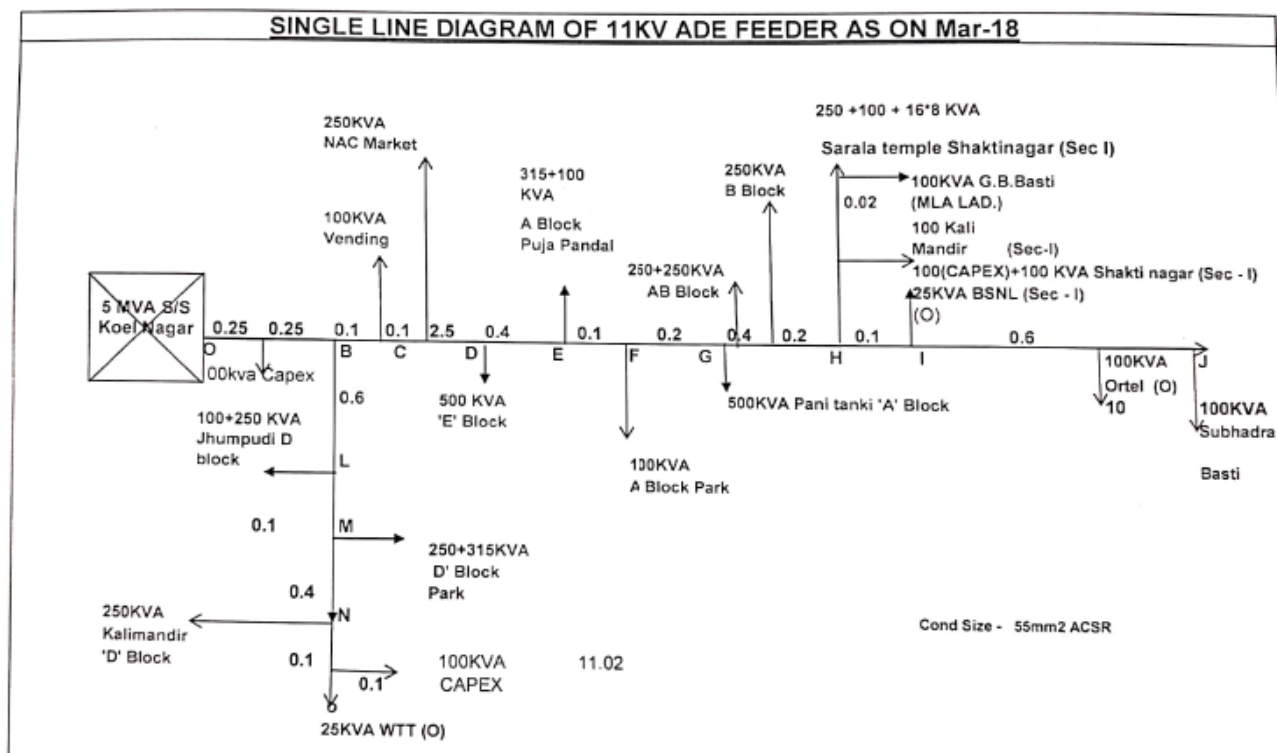 SINGLE LINE DIAGRAM OF 11KV ADE FEEDER AS ON Mar-18
250KVA
NAC Market
100KVA
Vending
315+100
KVA
A Block
Puja Pandal
250+250KVA
AB Block
250KVA
B Block
250 +100 + 16*8 KVA
Sarala temple Shaktinagar (Sec I)
0.02
100KVA G.B.Basti
(MLA LAD.)
100 Kali
Mandir (Sec-I)
100(CAPEX)+100 KVA Shakti nagar (Sec - I)
25KVA BSNL (Sec - I)
(O)
5 MVA S/S
Koel Nagar
0.25 0.25 0.1 0.1 2.5 0.4 0.1 0.2 0.4 0.2 0.1 0.6
O B C D E F G H I J
00kva Capex
500 KVA
'E' Block
100KVA
A Block Park
500KVA Pani tanki 'A' Block
100KVA
Ortel (O)
10
100KVA
Subhadra
Basti
0.6
100+250 KVA
Jhumpudi D
block
L
0.1
M
250+315KVA
D' Block
Park
0.4
N
250KVA
Kalimandir
'D' Block
0.1
0.1
100KVA
CAPEX
11.02
o
25KVA WTT (O)
Cond Size - 55mm2 ACSR